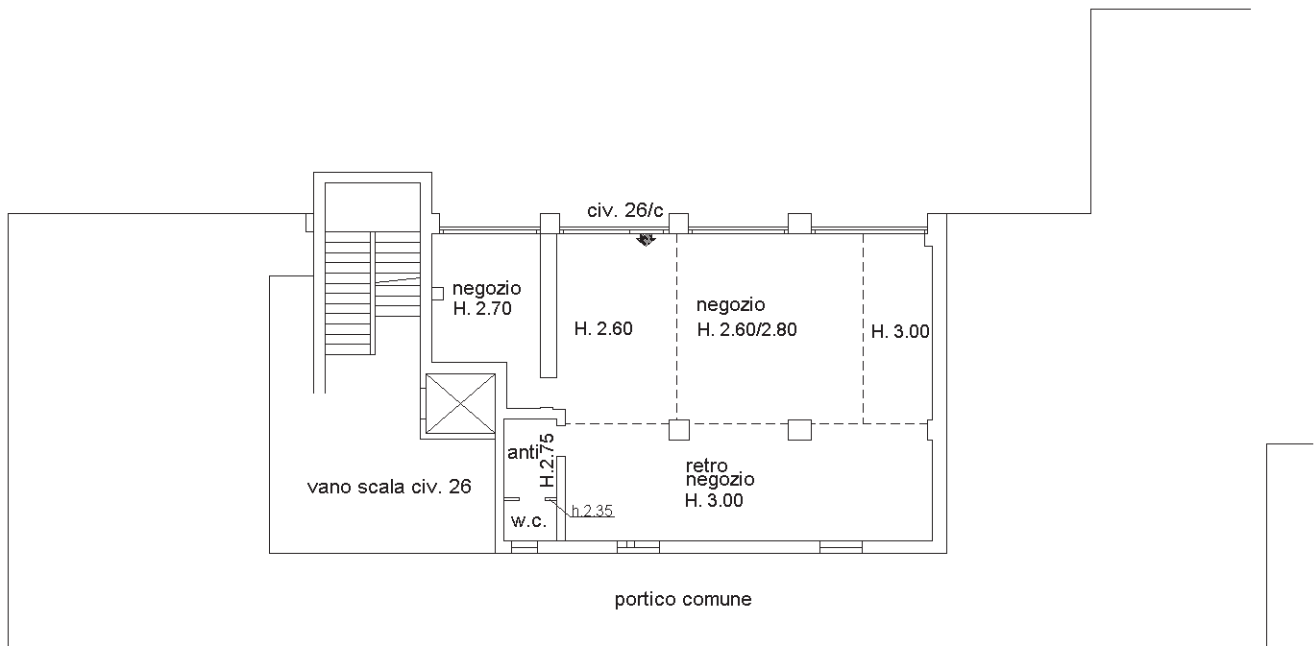 civ. 26/c
negozio
H. 2.70
H. 2.60
negozio
H. 2.60/2.80
H. 3.00
anti
H.2.75
retro
negozio
H. 3.00
vano scala civ. 26
h.2.35
w.c.
portico comune